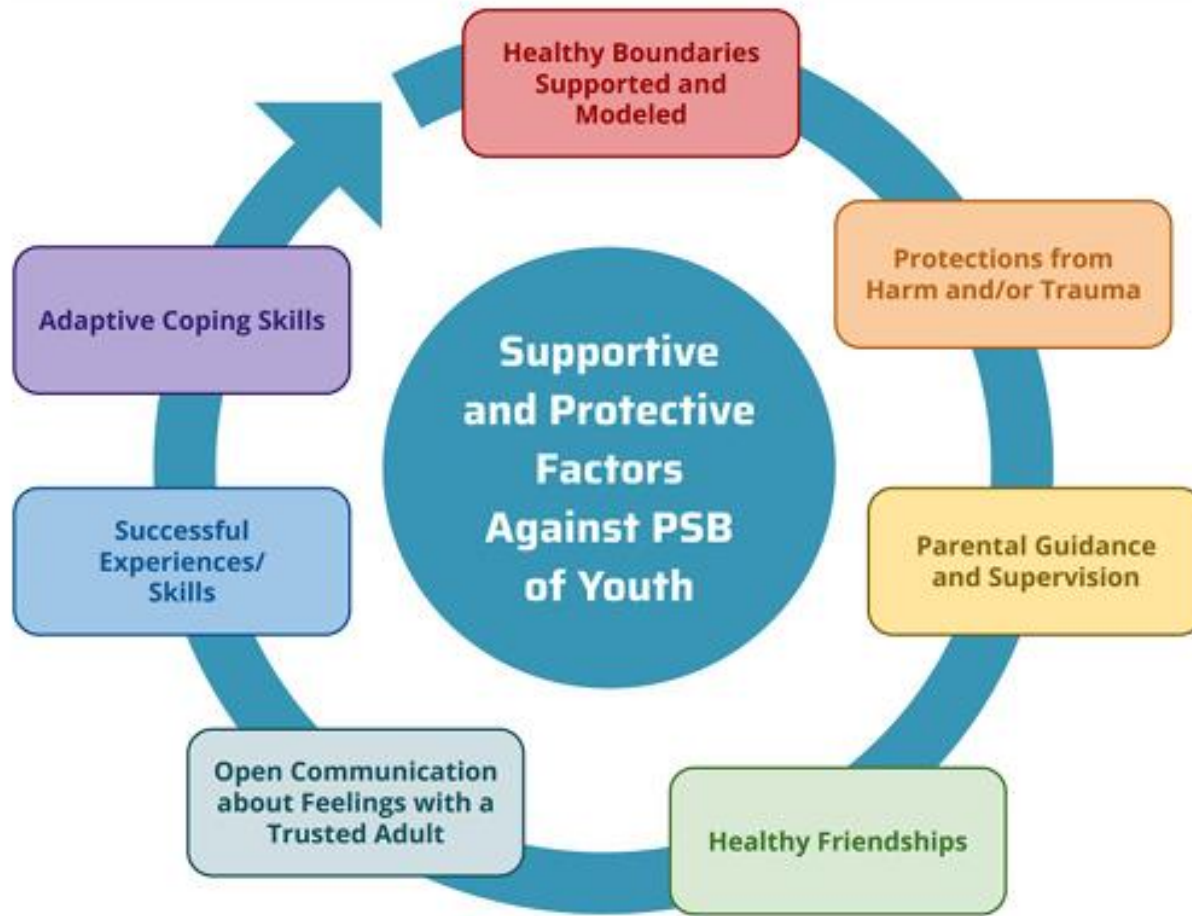 Healthy Boundaries
Supported and
Modeled
Protections from
Harm and/or Trauma
Parental Guidance
and Supervision
Healthy Friendships
Open Communication
about Feelings with a
Trusted Adult
Successful
Experiences/
Skills
Adaptive Coping Skills
Supportive
and Protective
Factors
Against PSB
of Youth